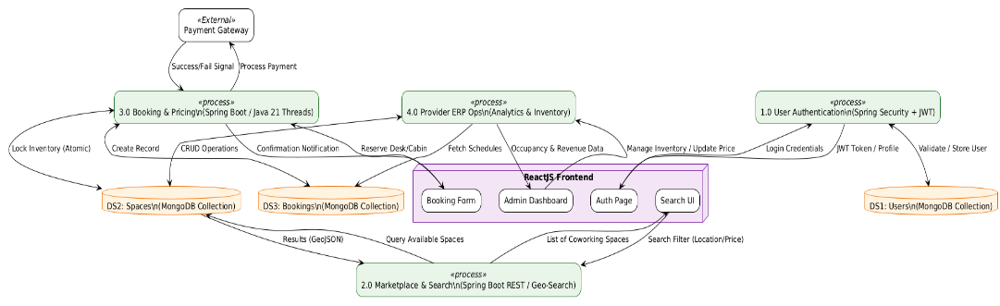 «External»
Payment Gateway
Success/Fail Signal
Process Payment
«process»
3.0 Booking & Pricing\n(Spring Boot / Java 21 Threads)
«process»
4.0 Provider ERP Ops\n(Analytics & Inventory)
«process»
1.0 User Authentication\n(Spring Security + JWT)
Lock Inventory (Atomic)
Create Record
CRUD Operations
Confirmation Notification
Reserve Desk/Cabin
Fetch Schedules
Occupancy & Revenue Data
Manage Inventory / Update Price
Login Credentials
JWT Token / Profile
Validate / Store User
ReactJS Frontend
Booking Form
Admin Dashboard
Auth Page
Search UI
DS2: Spaces\n(MongoDB Collection)
DS3: Bookings\n(MongoDB Collection)
DS1: Users\n(MongoDB Collection)
Results (GeoJSON)
Query Available Spaces
List of Coworking Spaces
Search Filter (Location/Price)
«process»
2.0 Marketplace & Search\n(Spring Boot REST / Geo-Search)